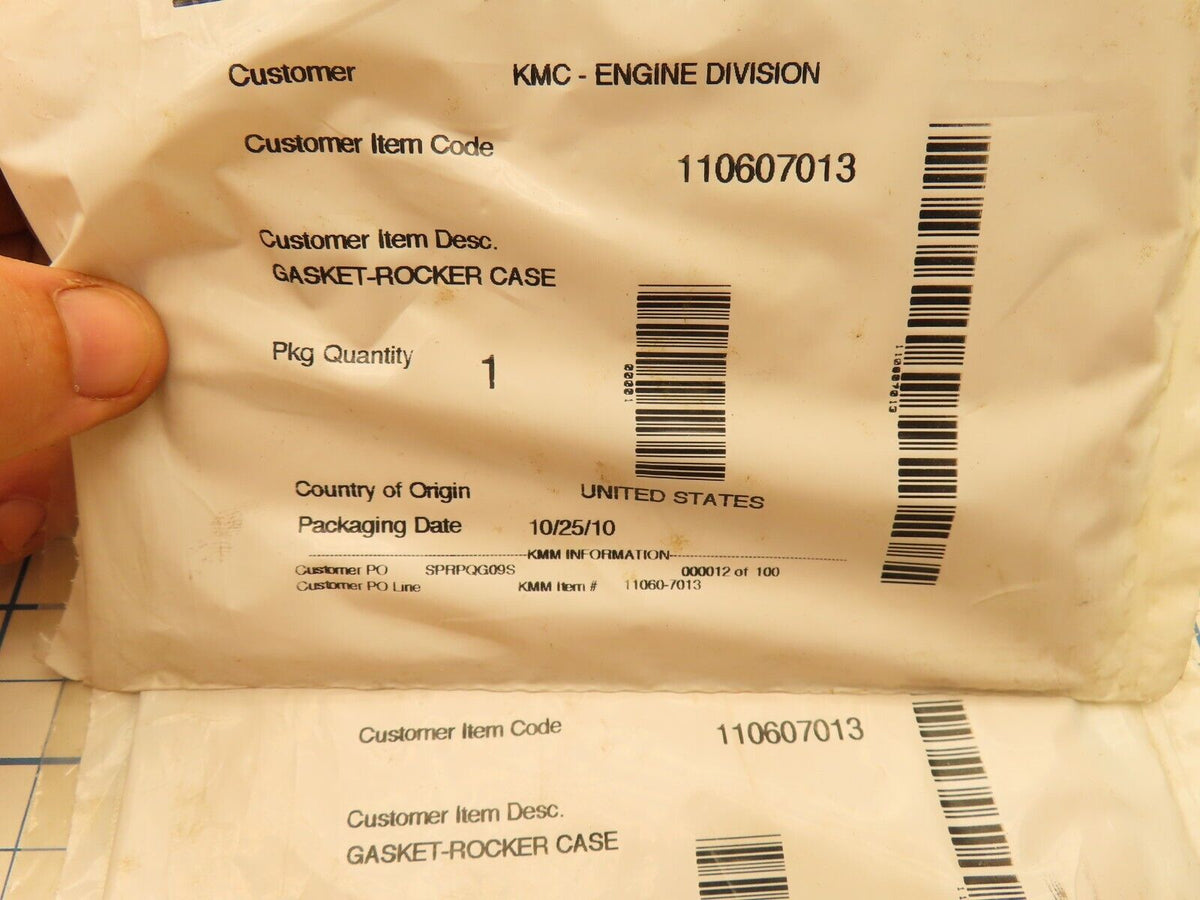 Customer KMC - ENGINE DIVISION
Customer Item Code 110607013
Customer Item Desc.
GASKET-ROCKER CASE
Pkg Quantity 1
00001
110607013
Country of Origin UNITED STATES
Packaging Date 10/25/10
KMM INFORMATION
Customer PO SPRPQG09S 000012 of 100
Customer PO Line KMM Item # 11060-7013
Customer Item Code 110607013
Customer Item Desc.
GASKET-ROCKER CASE